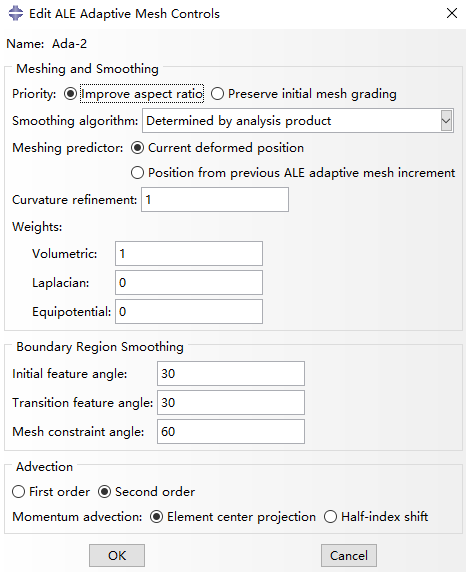 Edit ALE Adaptive Mesh Controls
Name: Ada-2
Meshing and Smoothing
Priority: Improve aspect ratio Preserve initial mesh grading
Smoothing algorithm: Determined by analysis product
Meshing predictor: Current deformed position
Position from previous ALE adaptive mesh increment
Curvature refinement: 1
Weights:
Volumetric: 1
Laplacian: 0
Equipotential: 0
Boundary Region Smoothing
Initial feature angle: 30
Transition feature angle: 30
Mesh constraint angle: 60
Advection
First order Second order
Momentum advection: Element center projection Half-index shift
OK Cancel